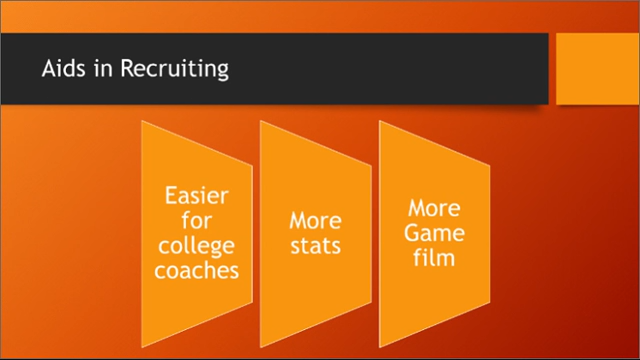 Aids in Recruiting
Easier
for
college
coaches
More
stats
More
Game
film